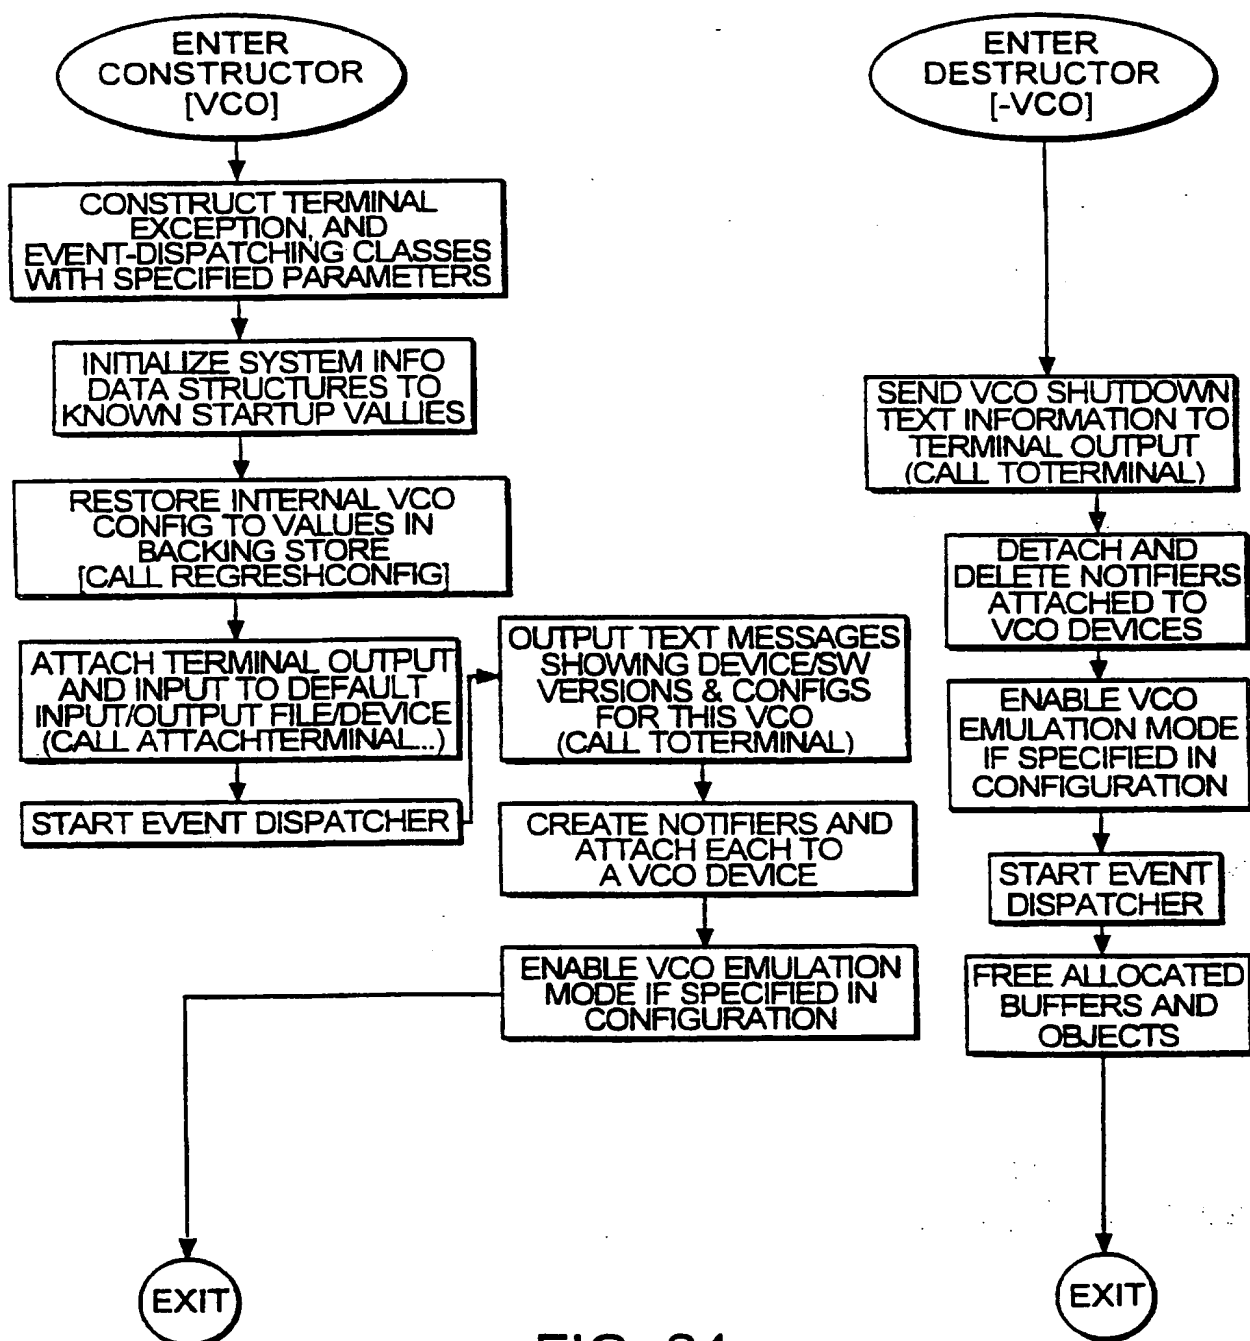 ENTER
CONSTRUCTOR
[VCO]
CONSTRUCT TERMINAL
EXCEPTION, AND
EVENT-DISPATCHING CLASSES
WITH SPECIFIED PARAMETERS
INITIALIZE SYSTEM INFO
DATA STRUCTURES TO
KNOWN STARTUP VALUES
RESTORE INTERNAL VCO
CONFIG TO VALUES IN
BACKING STORE
[CALL REGRESHCONFIG]
ATTACH TERMINAL OUTPUT
AND INPUT TO DEFAULT
INPUT/OUTPUT FILE/DEVICE
(CALL ATTACHTERMINAL...)
START EVENT DISPATCHER
OUTPUT TEXT MESSAGES
SHOWING DEVICE/SW
VERSIONS & CONFIGS
FOR THIS VCO
(CALL TOTERMINAL)
CREATE NOTIFIERS AND
ATTACH EACH TO
A VCO DEVICE
ENABLE VCO EMULATION
MODE IF SPECIFIED IN
CONFIGURATION
EXIT
ENTER
DESTRUCTOR
[-VCO]
SEND VCO SHUTDOWN
TEXT INFORMATION TO
TERMINAL OUTPUT
(CALL TOTERMINAL)
DETACH AND
DELETE NOTIFIERS
ATTACHED TO
VCO DEVICES
ENABLE VCO
EMULATION MODE
IF SPECIFIED IN
CONFIGURATION
START EVENT
DISPATCHER
FREE ALLOCATED
BUFFERS AND
OBJECTS
EXIT